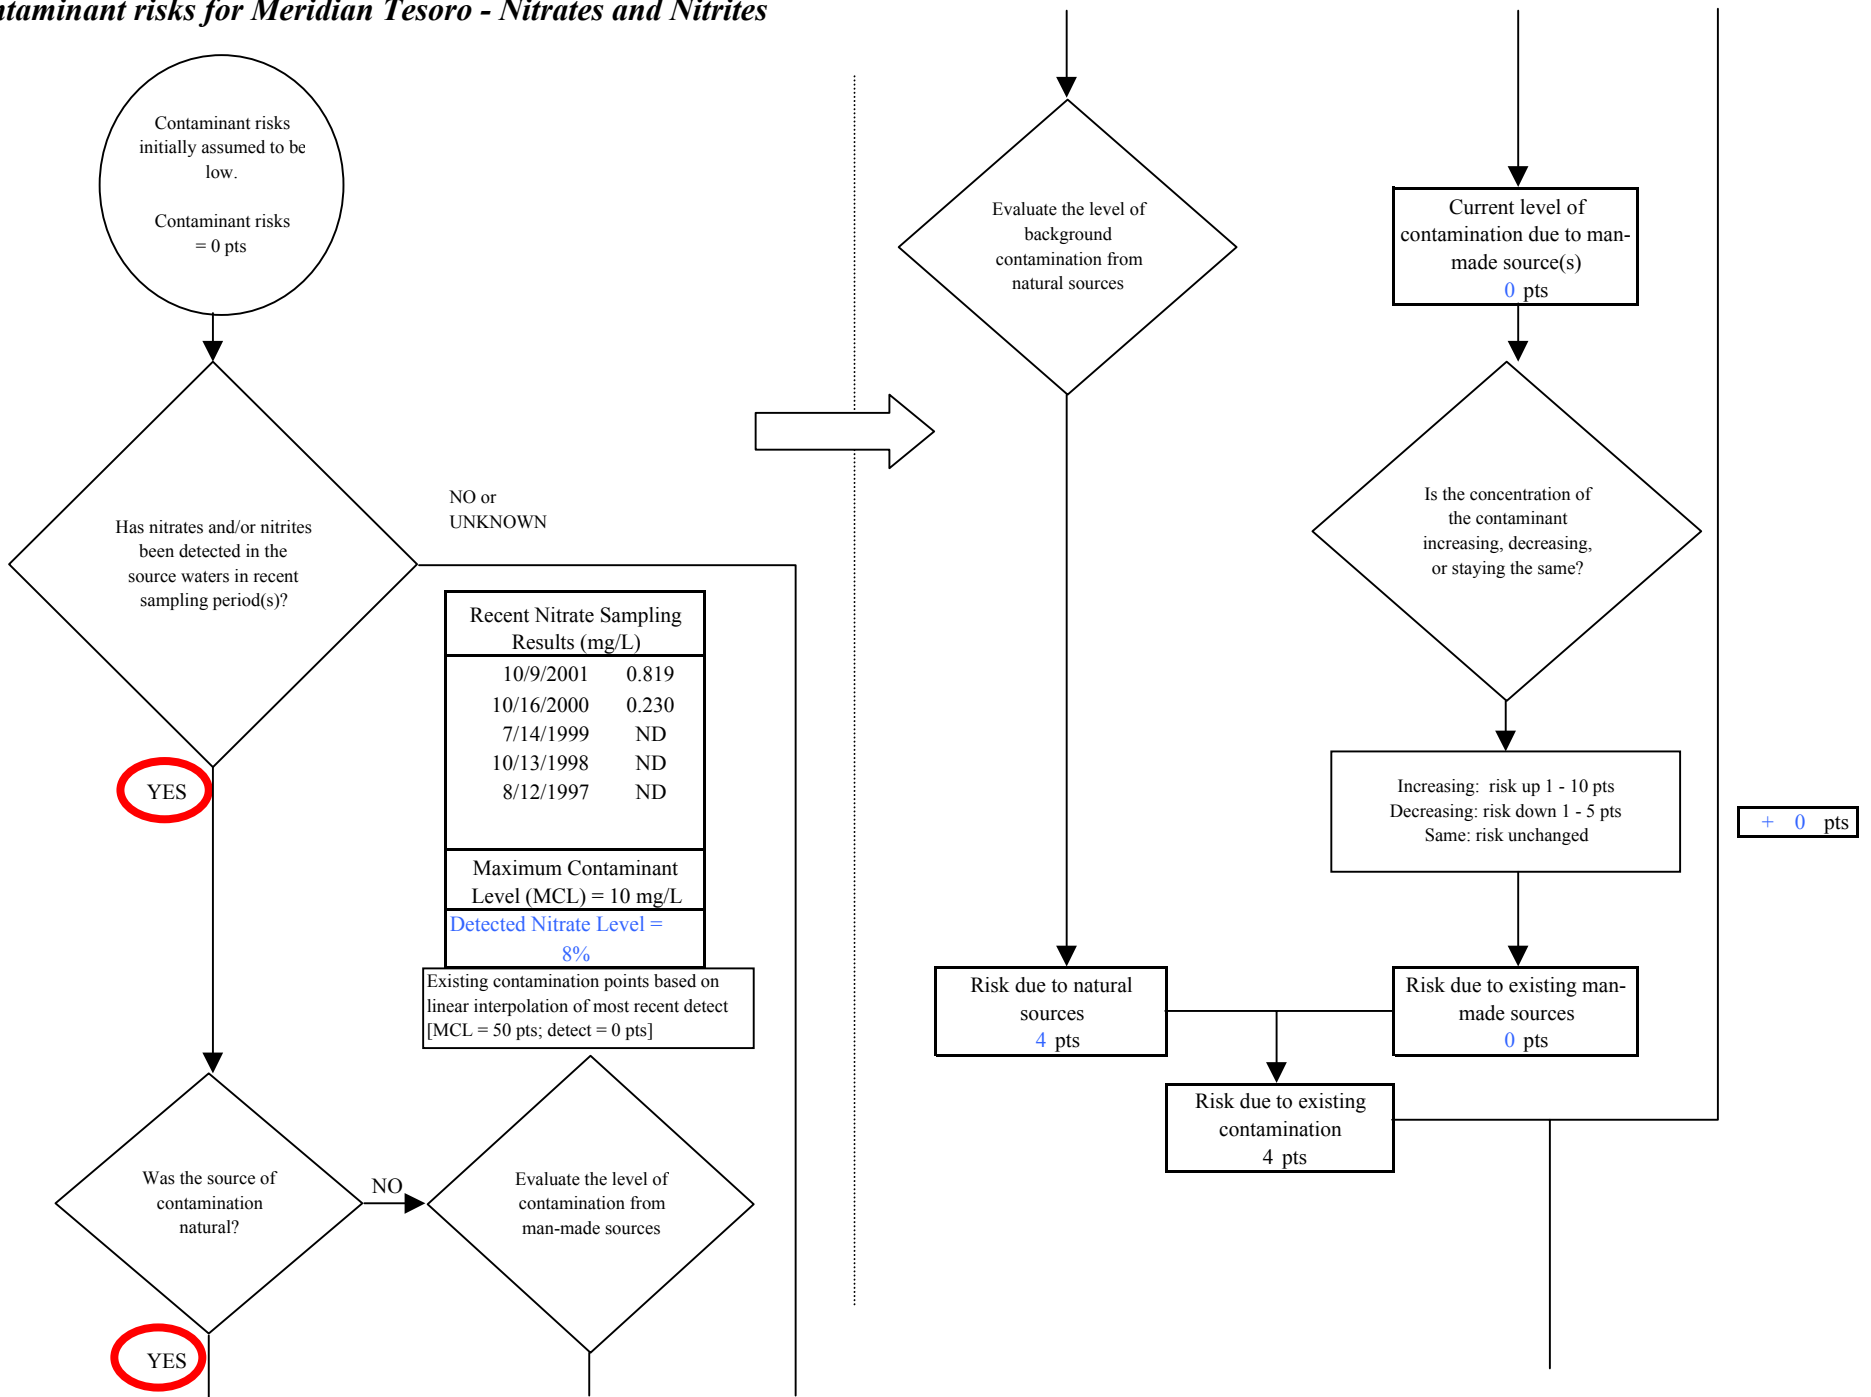 ntaminant risks for Meridian Tesoro - Nitrates and Nitrites
Contaminant risks
initially assumed to be
low.
Contaminant risks
= 0 pts
Has nitrates and/or nitrites
been detected in the
source waters in recent
sampling period(s)?
NO or
UNKNOWN
YES
Recent Nitrate Sampling
Results (mg/L)
10/9/2001 0.819
10/16/2000 0.230
7/14/1999 ND
10/13/1998 ND
8/12/1997 ND
Maximum Contaminant
Level (MCL) = 10 mg/L
Detected Nitrate Level =
8%
Existing contamination points based on
linear interpolation of most recent detect
[MCL = 50 pts; detect = 0 pts]
Was the source of
contamination
natural?
NO
Evaluate the level of
contamination from
man-made sources
YES
Evaluate the level of
background
contamination from
natural sources
Current level of
contamination due to man-
made source(s)
0 pts
Is the concentration of
the contaminant
increasing, decreasing,
or staying the same?
Increasing: risk up 1 - 10 pts
Decreasing: risk down 1 - 5 pts
Same: risk unchanged
+ 0 pts
Risk due to natural
sources
4 pts
Risk due to existing man-
made sources
0 pts
Risk due to existing
contamination
4 pts